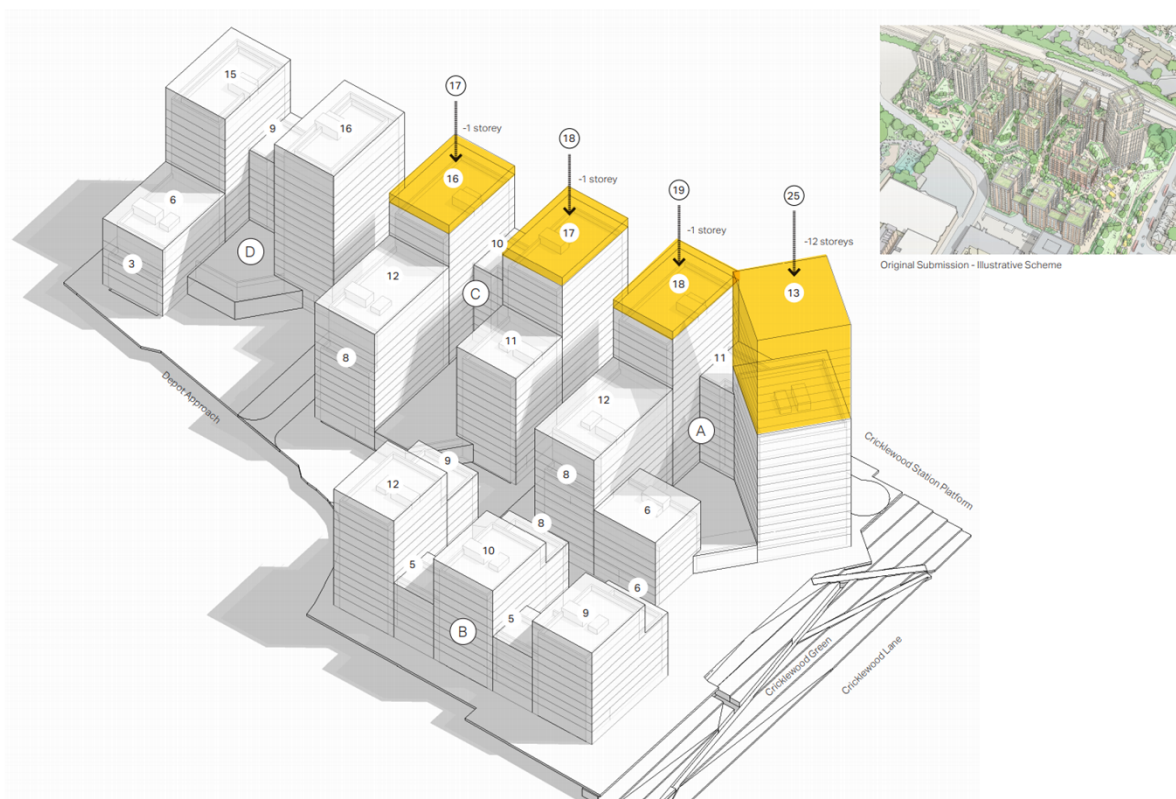 17
-1 storey
18
-1 storey
19
-1 storey
25
-12 storeys
Original Submission - Illustrative Scheme
15
9
16
16
6
3
D
10
17
12
C
18
13
8
11
11
12
A
Depot Approach
Cricklewood Station Platform
9
12
8
6
8
10
5
6
5
9
B
Cricklewood Green
Cricklewood Lane